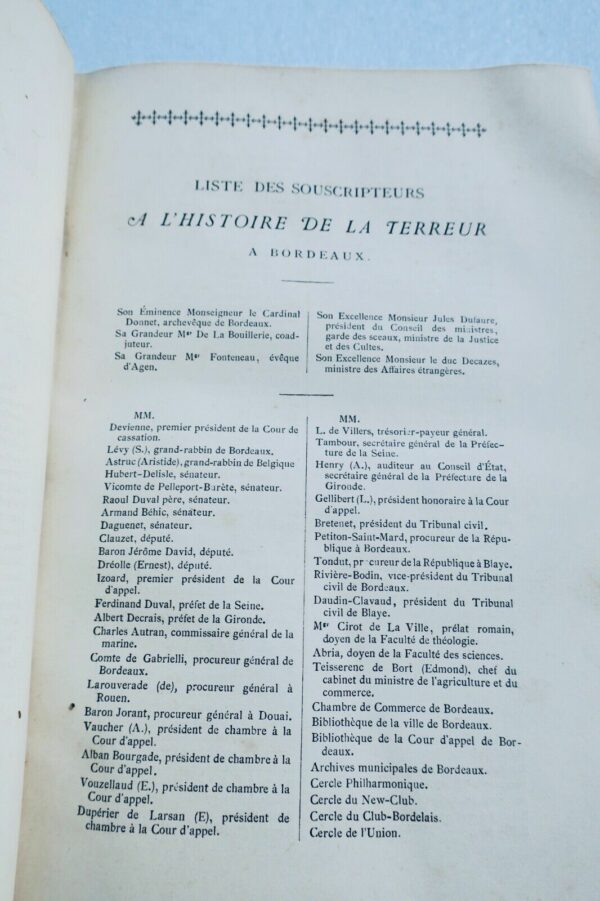 LISTE DES SOUSCRIPTEURS
A L'HISTOIRE DE LA TERREUR
A BORDEAUX.
Son Éminence Monseigneur le Cardinal
Donnet, archevêque de Bordeaux.
Sa Grandeur Mgr De La Bouillerie, coad-
juteur.
Sa Grandeur Mgr Fonteneau, évêque
d'Agen.
Son Excellence Monsieur Jules Dufaure,
président du Conseil des ministres,
garde des sceaux, ministre de la Justice
et des Cultes.
Son Excellence Monsieur le duc Decazes,
ministre des Affaires étrangères.
MM.
Devienne, premier président de la Cour de
cassation.
Lévy (S.), grand-rabbin de Bordeaux.
Astruc (Aristide), grand-rabbin de Belgique
Hubert-Delisle, sénateur.
Vicomte de Pelleport-Burète, sénateur.
Raoul Duval père, sénateur.
Armand Béhic, sénateur.
Daguenet, sénateur.
Clauzet, député.
Baron Jérôme David, député.
Dréolle (Ernest), député.
Izoard, premier président de la Cour
d'appel.
Ferdinand Duval, préfet de la Seine.
Albert Decrais, préfet de la Gironde.
Charles Autran, commissaire général de la
marine.
Comte de Gabrielli, procureur général de
Bordeaux.
Larouverade (de), procureur général à
Rouen.
Baron Jorant, procureur général à Douai.
Vaucher (A.), président de chambre à la
Cour d'appel.
Alban Bourgade, président de chambre à la
Cour d'appel.
Vouzellaud (E.), président de chambre à la
Cour d'appel.
Dupérier de Larsan (E), président de
chambre à la Cour d'appel.
MM.
L. de Villers, trésorier-payeur général.
Tambour, secrétaire général de la Préfec-
ture de la Seine.
Henry (A.), auditeur au Conseil d'État,
secrétaire général de la Préfecture de la
Gironde.
Gellibert (L.), président honoraire à la Cour
d'appel.
Bretenet, président du Tribunal civil.
Petiton-Saint-Mard, procureur de la Répu-
blique à Bordeaux.
Tondut, procureur de la République à Blaye.
Rivière-Bodin, vice-président du Tribunal
civil de Bordeaux.
Daudin-Clavaud, président du Tribunal
civil de Blaye.
Mgr Cirot de La Ville, prélat romain,
doyen de la Faculté de théologie.
Abria, doyen de la Faculté des sciences.
Teisserenc de Bort (Edmond), chef du
cabinet du ministre de l'agriculture et du
commerce.
Chambre de Commerce de Bordeaux.
Bibliothèque de la ville de Bordeaux.
Bibliothèque de la Cour d'appel de Bor-
deaux.
Archives municipales de Bordeaux.
Cercle Philharmonique.
Cercle du New-Club.
Cercle du Club-Bordelais.
Cercle de l'Union.